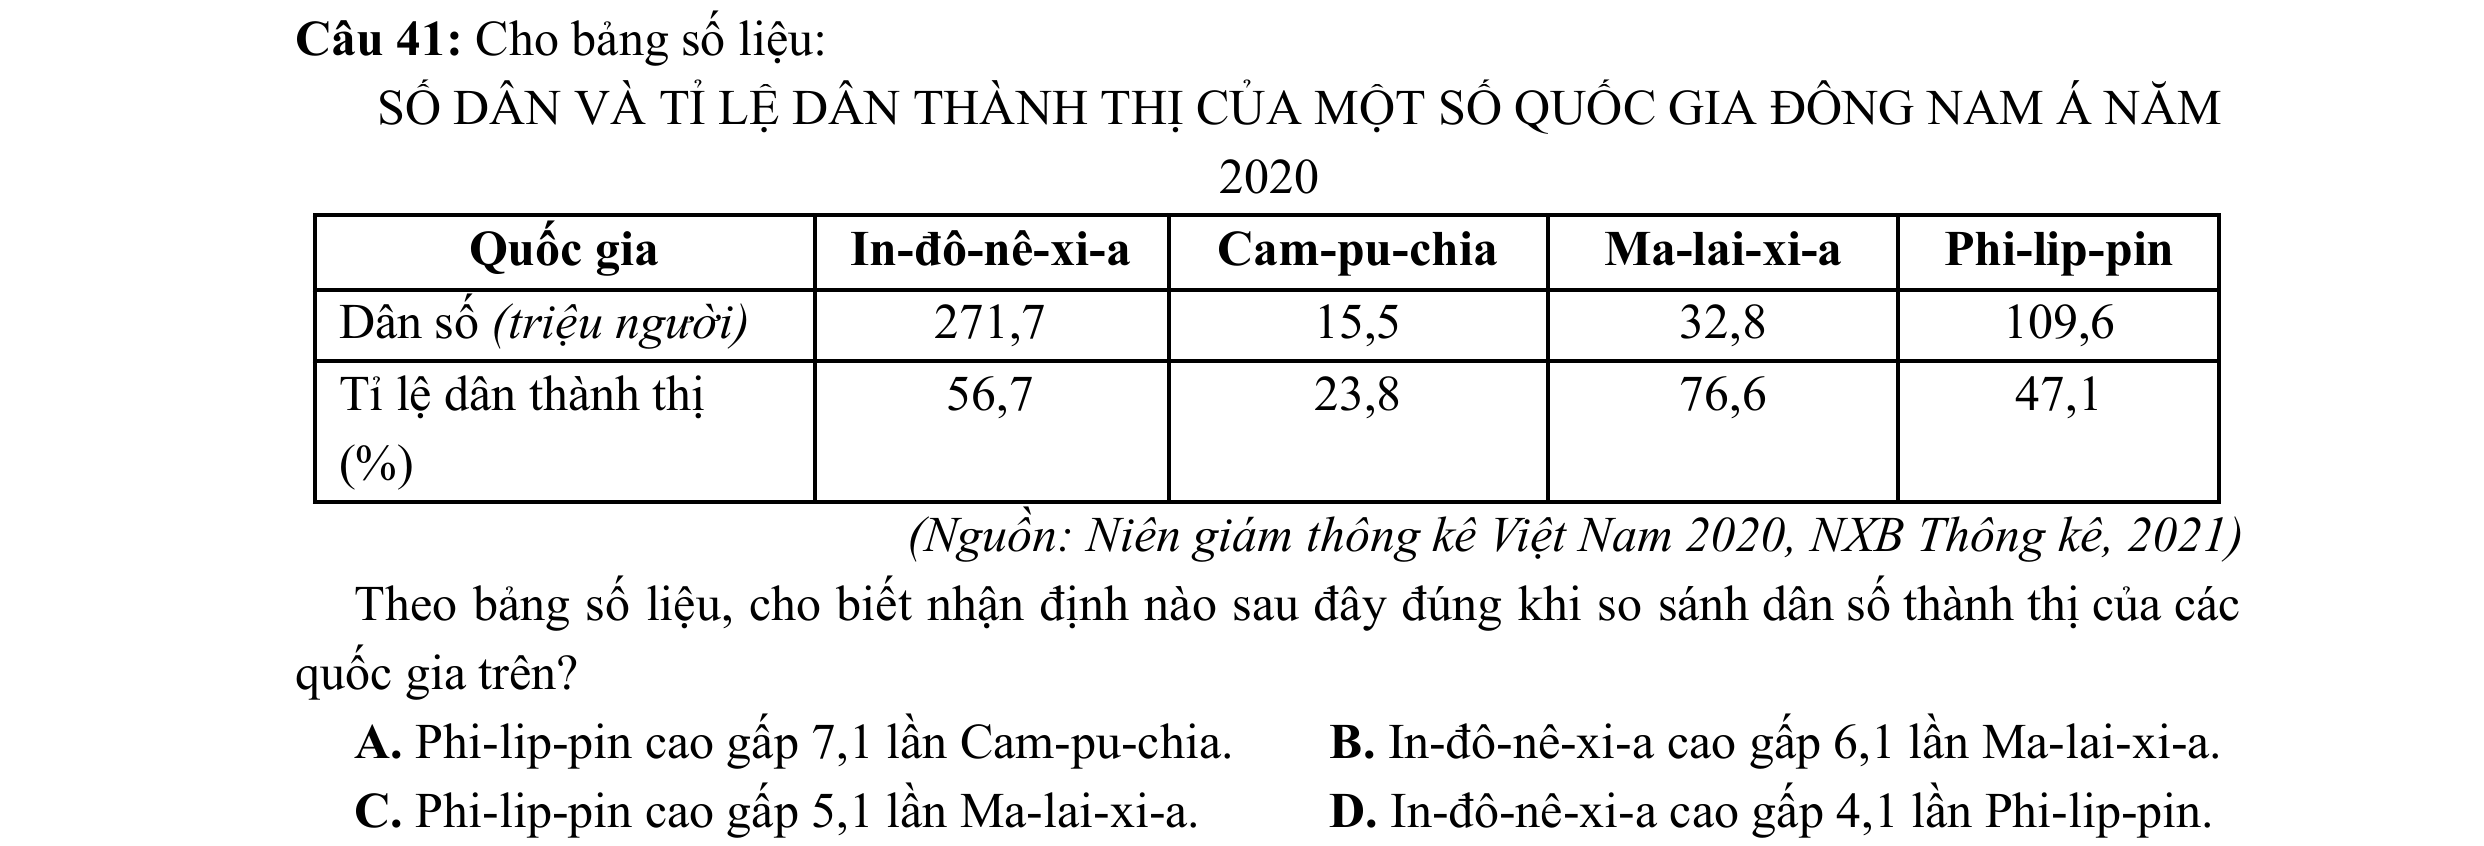 Câu 41: Cho bảng số liệu:
SỐ DÂN VÀ TỈ LỆ DÂN THÀNH THỊ CỦA MỘT SỐ QUỐC GIA ĐÔNG NAM Á NĂM
2020
Quốc gia In-đô-nê-xi-a Cam-pu-chia Ma-lai-xi-a Phi-lip-pin
Dân số (triệu người) 271,7 15,5 32,8 109,6
Tỉ lệ dân thành thị 56,7 23,8 76,6 47,1
(%)
(Nguồn: Niên giám thông kê Việt Nam 2020, NXB Thông kê, 2021)
Theo bảng số liệu, cho biết nhận định nào sau đây đúng khi so sánh dân số thành thị của các
quốc gia trên?
A. Phi-lip-pin cao gấp 7,1 lần Cam-pu-chia. B. In-đô-nê-xi-a cao gấp 6,1 lần Ma-lai-xi-a.
C. Phi-lip-pin cao gấp 5,1 lần Ma-lai-xi-a. D. In-đô-nê-xi-a cao gấp 4,1 lần Phi-lip-pin.